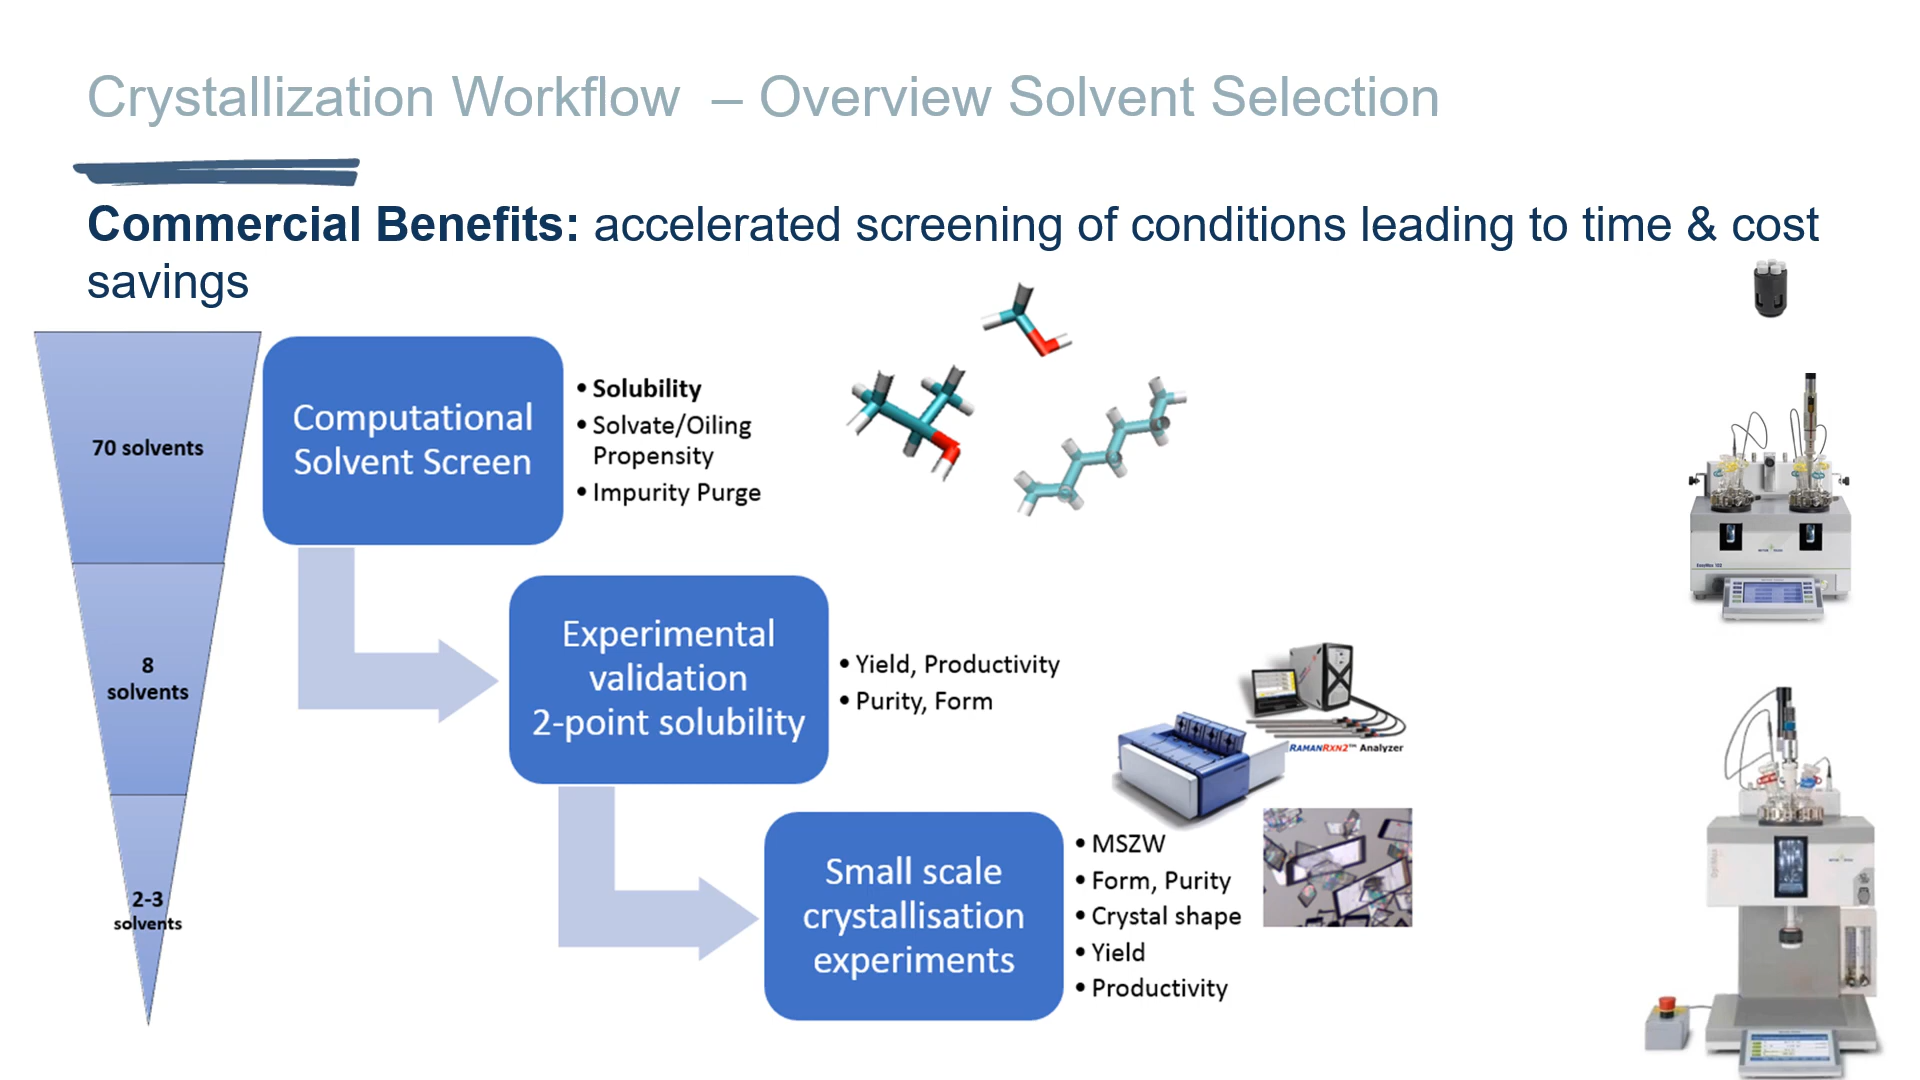 Crystallization Workflow – Overview Solvent Selection
Commercial Benefits: accelerated screening of conditions leading to time & cost
savings
70 solvents
Computational
Solvent Screen
• Solubility
• Solvate/Oiling
Propensity
• Impurity Purge
8
solvents
Experimental
validation
2-point solubility
• Yield, Productivity
• Purity, Form
RAMANRXN2™ Analyzer
2-3
solvents
Small scale
crystallisation
experiments
• MSZW
• Form, Purity
• Crystal shape
• Yield
• Productivity